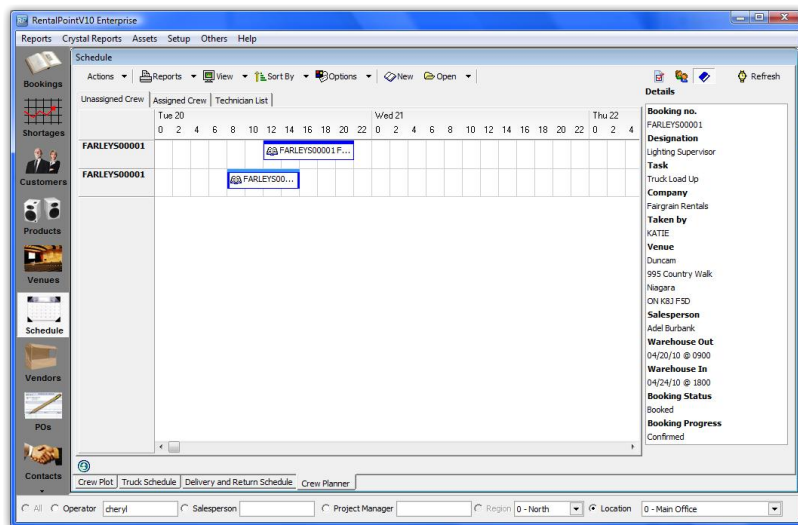 RentalPointV10 Enterprise
Reports Crystal Reports Assets Setup Others Help
Bookings
Shortages
Customers
Products
Venues
Schedule
Vendors
POs
Contacts
Schedule
Actions Reports View Sort By Options New Open Refresh
Unassigned Crew Assigned Crew Technician List
Tue 20 Wed 21 Thu 22
0 2 4 6 8 10 12 14 16 18 20 22 0 2 4 6 8 10 12 14 16 18 20 22 0 2 4
FARLEYS00001 FARLEYS00001 F...
FARLEYS00001 FARLEYS00...
Details
Booking no.
FARLEYS00001
Designation
Lighting Supervisor
Task
Truck Load Up
Company
Fairgrain Rentals
Taken by
KATIE
Venue
Duncam
995 Country Walk
Niagara
ON K8J F5D
Salesperson
Adel Burbank
Warehouse Out
04/20/10 @ 0900
Warehouse In
04/24/10 @ 1800
Booking Status
Booked
Booking Progress
Confirmed
Crew Plot Truck Schedule Delivery and Return Schedule Crew Planner
All Operator cheryl Salesperson Project Manager Region 0 - North Location 0 - Main Office